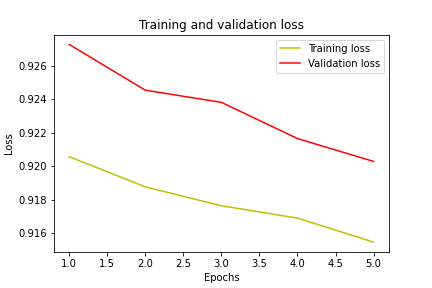 Training and validation loss
Training loss
Validation loss
0.926
0.924
0.922
0.920
0.918
0.916
Loss
1.0 1.5 2.0 2.5 3.0 3.5 4.0 4.5 5.0
Epochs